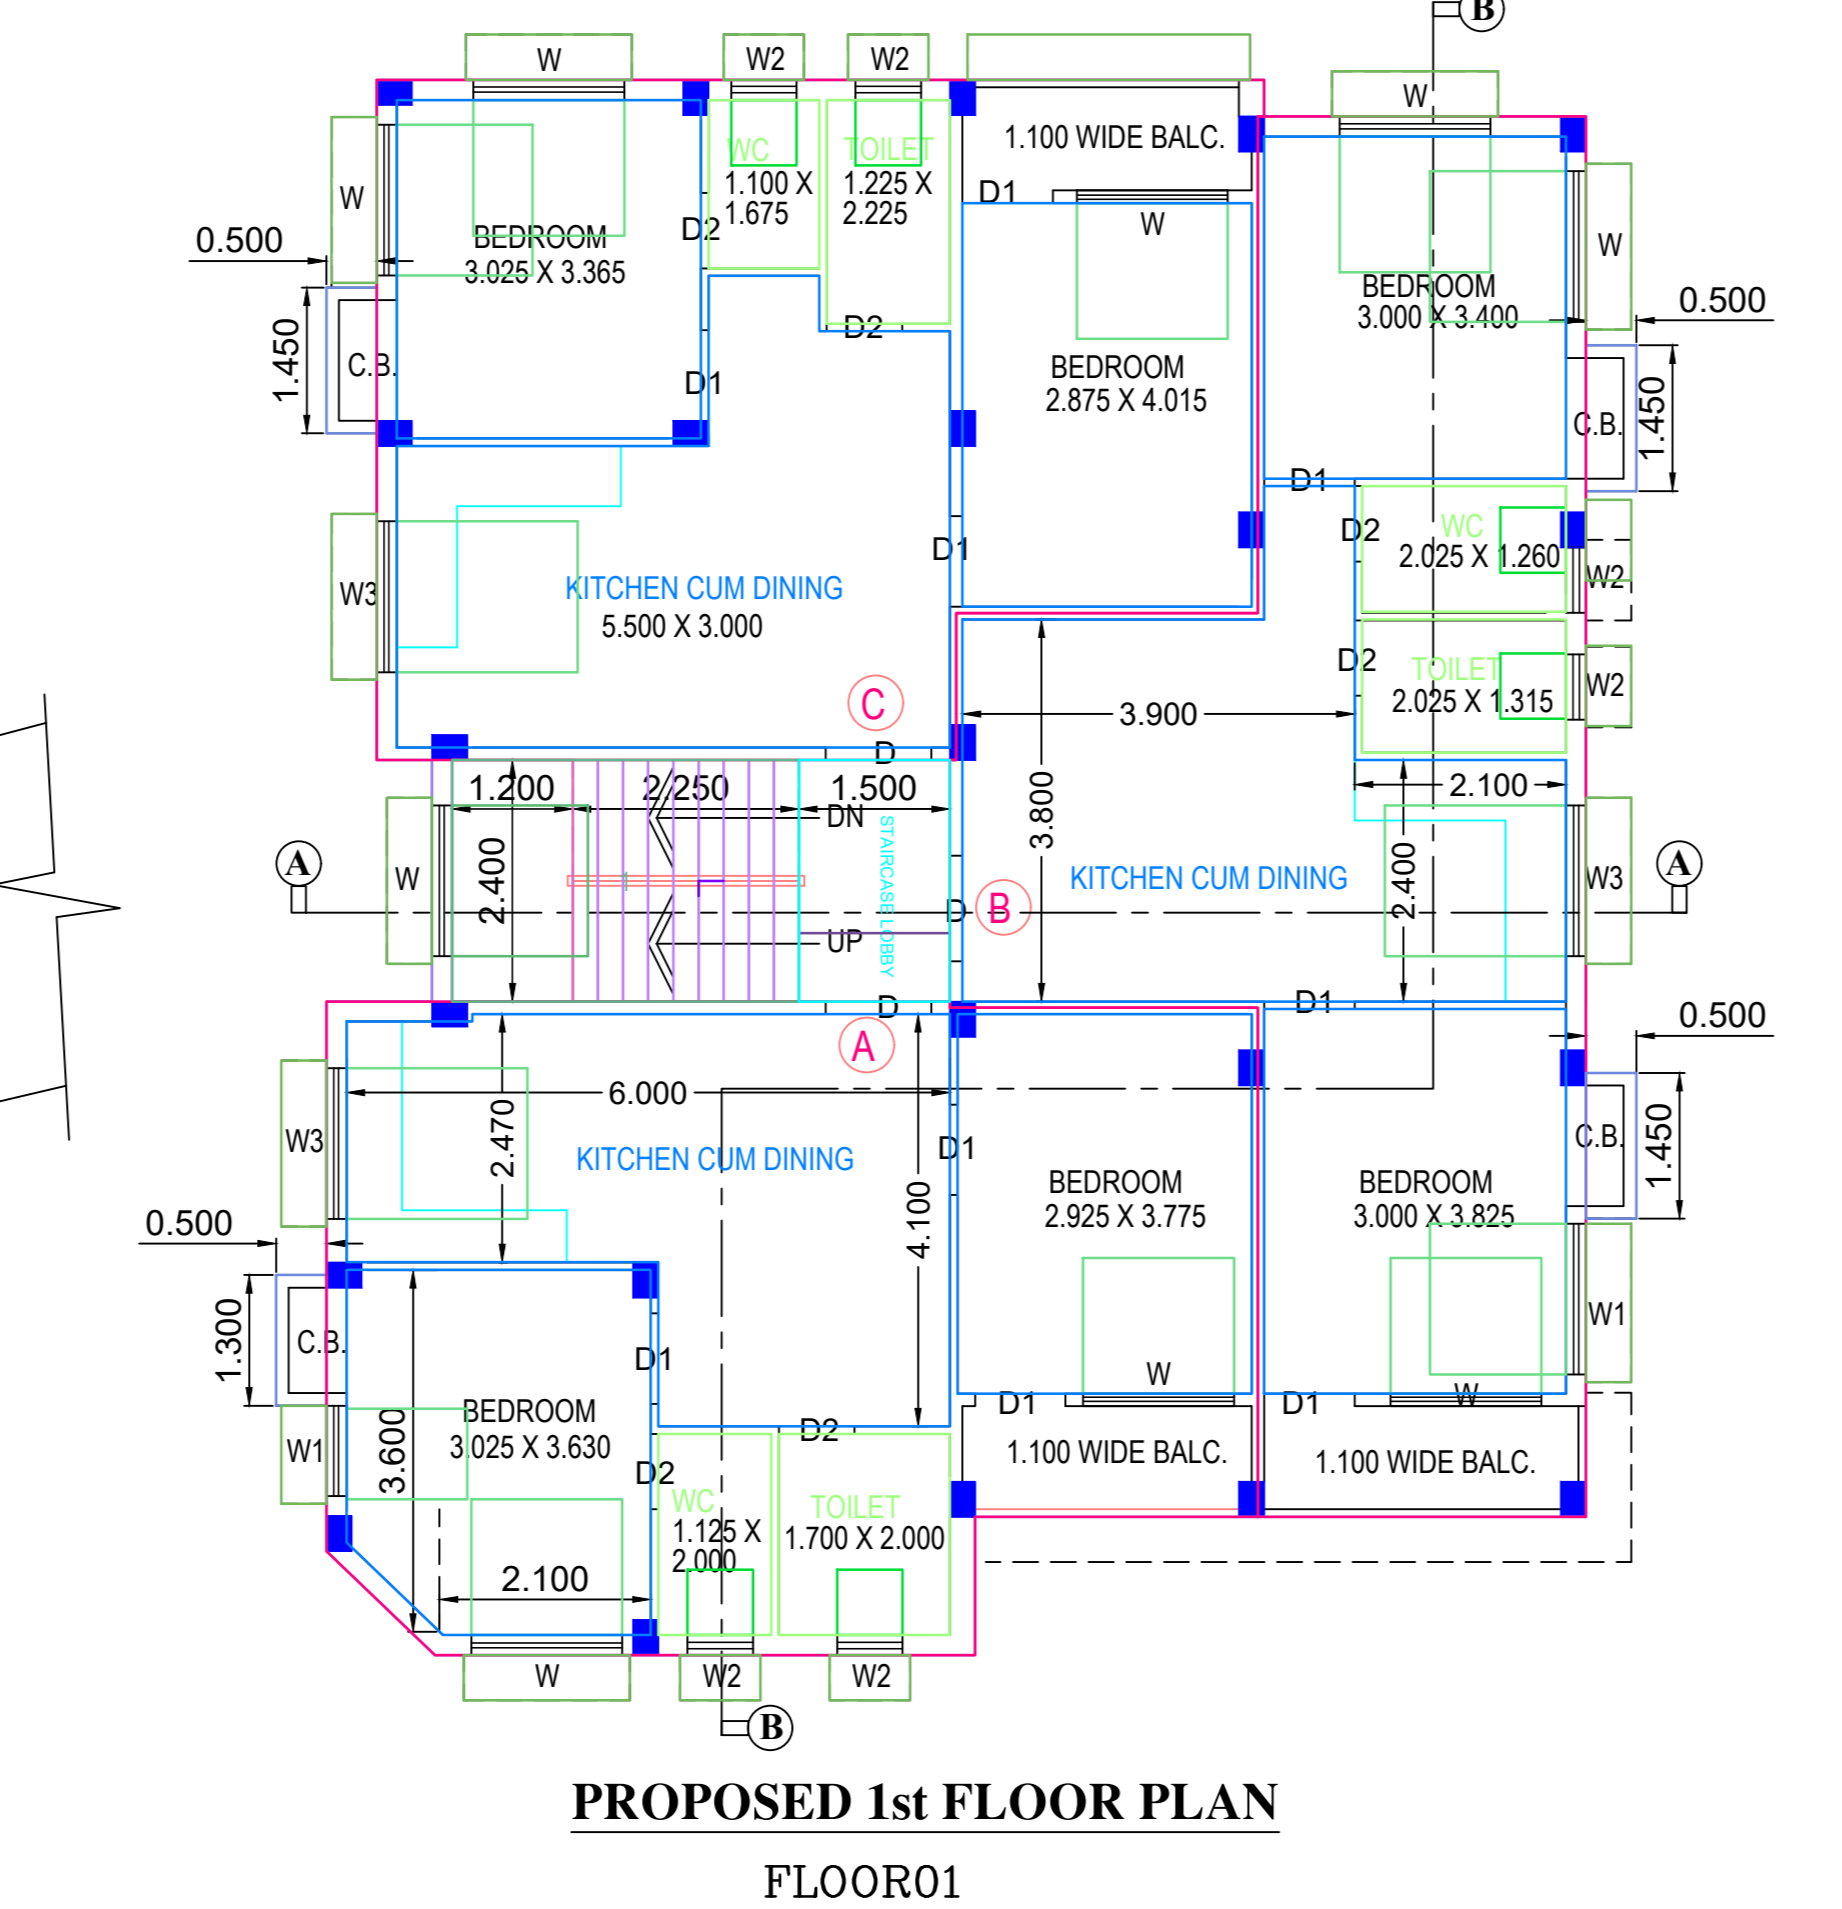 B
W
W2
W2
W
1.100 WIDE BALC.
WC
1.100 X
1.675
TOILET
1.225 X
2.225
D1
W
W
W
0.500
D2
BEDROOM
3.025 X 3.365
BEDROOM
3.000 X 3.400
0.500
1.450
C.B.
D2
D1
BEDROOM
2.875 X 4.015
C.B.
1.450
D1
D2
WC
2.025 X 1.260
W2
D1
W3
KITCHEN CUM DINING
5.500 X 3.000
D2
TOILET
2.025 X 1.315
W2
C
3.900
D
1.200
2.250
1.500
2.100
DN
3.800
STAIRCASE LOBBY
A
W
2.400
KITCHEN CUM DINING
2.400
W3
A
D
B
UP
D
D1
0.500
A
6.000
W3
2.470
KITCHEN CUM DINING
D1
C.B.
1.450
BEDROOM
2.925 X 3.775
BEDROOM
3.000 X 3.825
0.500
4.100
1.300
C.B.
D1
W1
W
W
D1
D1
BEDROOM
3.025 X 3.630
D2
W1
3.600
D2
1.100 WIDE BALC.
1.100 WIDE BALC.
WC
1.125 X
2.000
TOILET
1.700 X 2.000
2.100
W
W2
W2
B
PROPOSED 1st FLOOR PLAN
FLOOR01